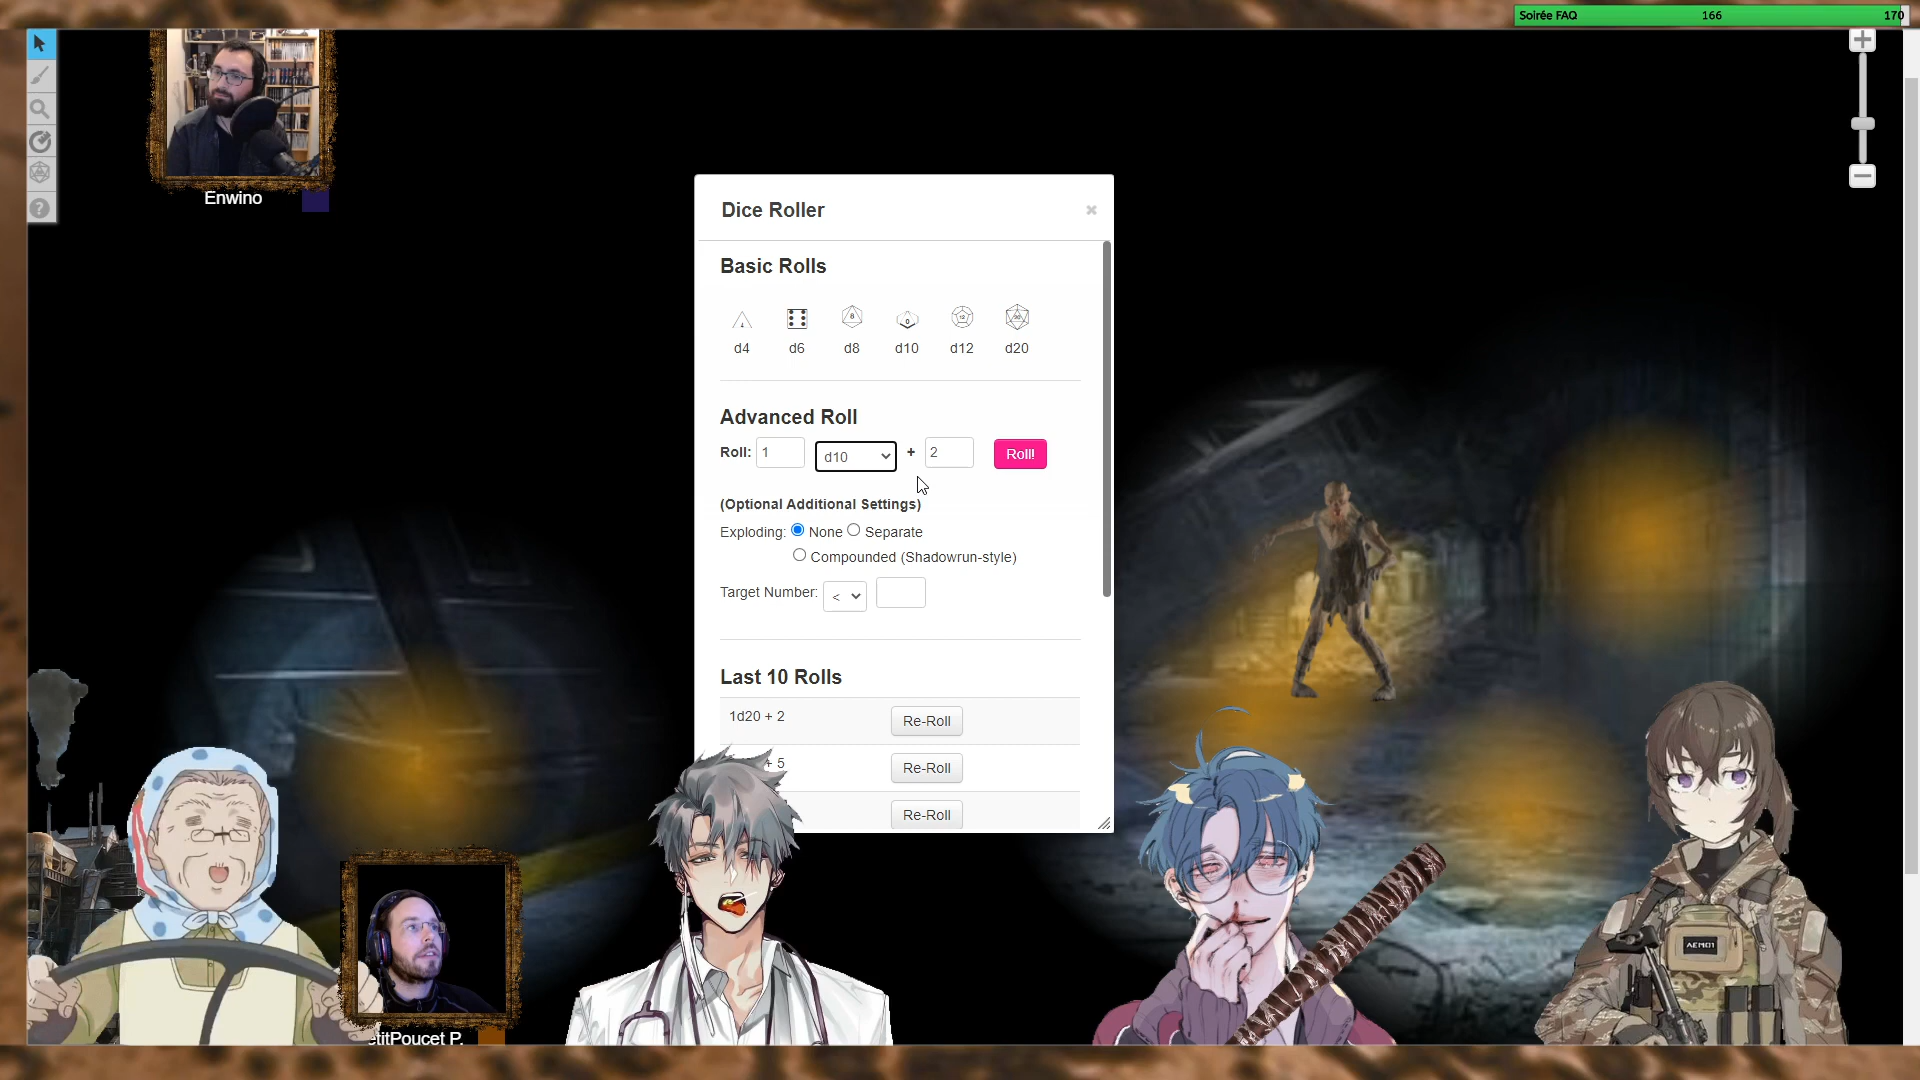 Soirée FAQ 166 170
Enwino
Dice Roller
Basic Rolls
d4 d6 d8 d10 d12 d20
Advanced Roll
Roll: 1 d10 + 2 Roll!
(Optional Additional Settings)
Exploding: None Separate
Compounded (Shadowrun-style)
Target Number: <
Last 10 Rolls
1d20 + 2 Re-Roll
+ 5 Re-Roll
Re-Roll
AEM01
etitPoucet P.